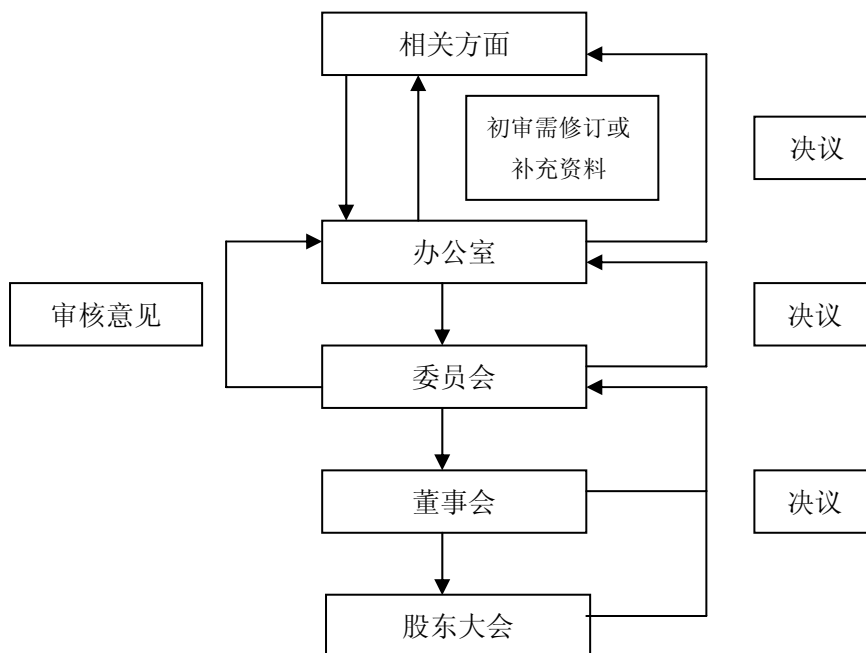 相关方面
初审需修订或
补充资料
决议
办公室
审核意见
决议
委员会
董事会
决议
股东大会